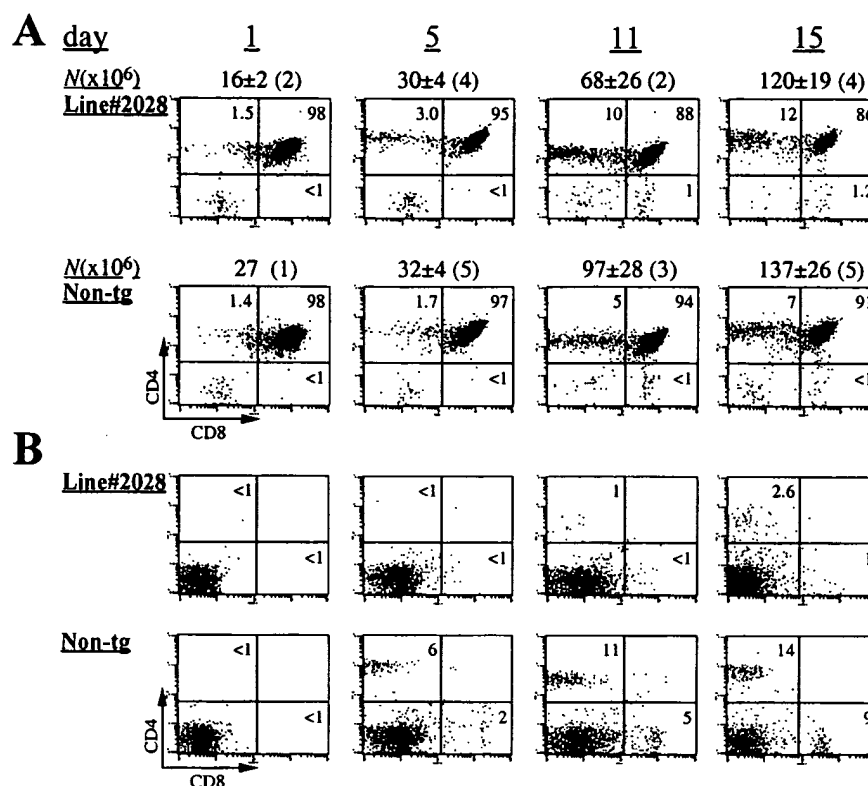 A day 1 5 11 15
N(x10⁶) 16±2 (2) 30±4 (4) 68±26 (2) 120±19 (4)
Line#2028
1.5 98 3.0 95 10 88 12
<1 <1 1 1.2
N(x10⁶) 27 (1) 32±4 (5) 97±28 (3) 137±26 (5)
Non-tg
1.4 98 1.7 97 5 94 7
<1 <1 <1
CD4
CD8
B
Line#2028
<1 <1 1 2.6
<1 <1 <1
Non-tg
<1 6 11 14
<1 2 5
CD4
CD8